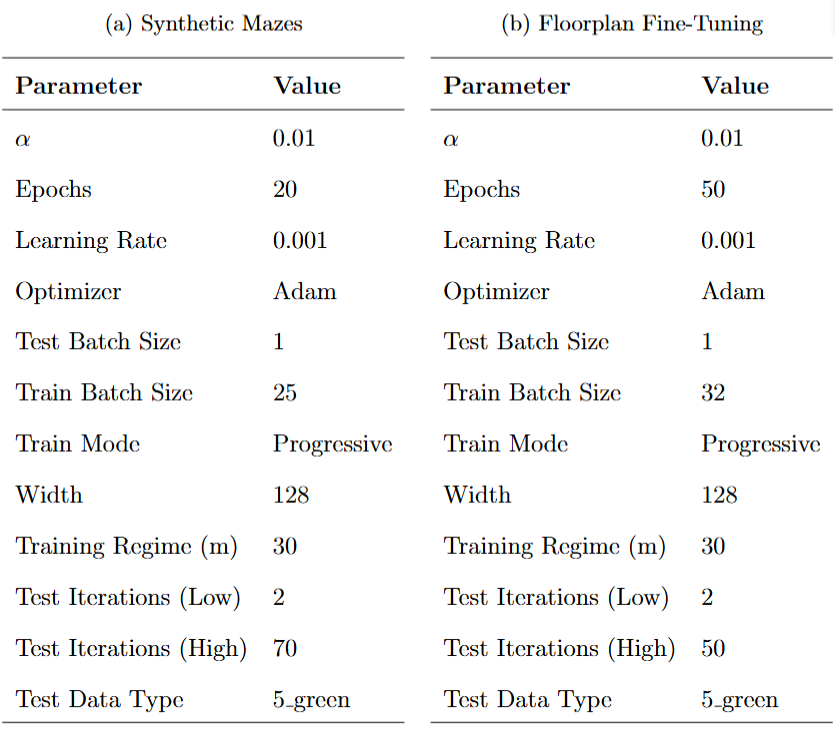 (a) Synthetic Mazes
Parameter Value
α 0.01
Epochs 20
Learning Rate 0.001
Optimizer Adam
Test Batch Size 1
Train Batch Size 25
Train Mode Progressive
Width 128
Training Regime (m) 30
Test Iterations (Low) 2
Test Iterations (High) 70
Test Data Type 5_green
(b) Floorplan Fine-Tuning
Parameter Value
α 0.01
Epochs 50
Learning Rate 0.001
Optimizer Adam
Test Batch Size 1
Train Batch Size 32
Train Mode Progressive
Width 128
Training Regime (m) 30
Test Iterations (Low) 2
Test Iterations (High) 50
Test Data Type 5_green